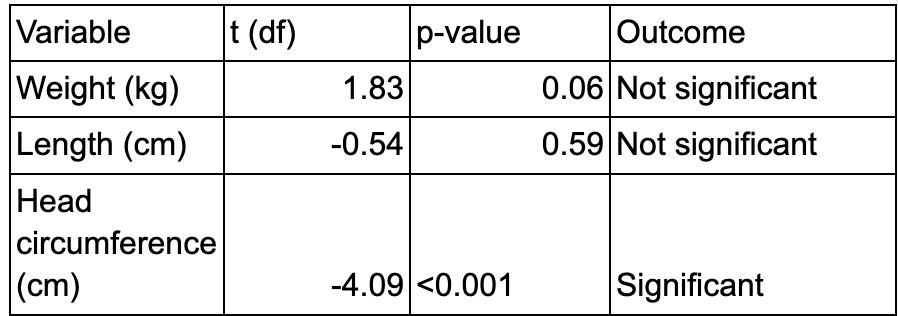 Variable t (df) p-value Outcome
Weight (kg) 1.83 0.06 Not significant
Length (cm) -0.54 0.59 Not significant
Head
circumference
(cm) -4.09 <0.001 Significant